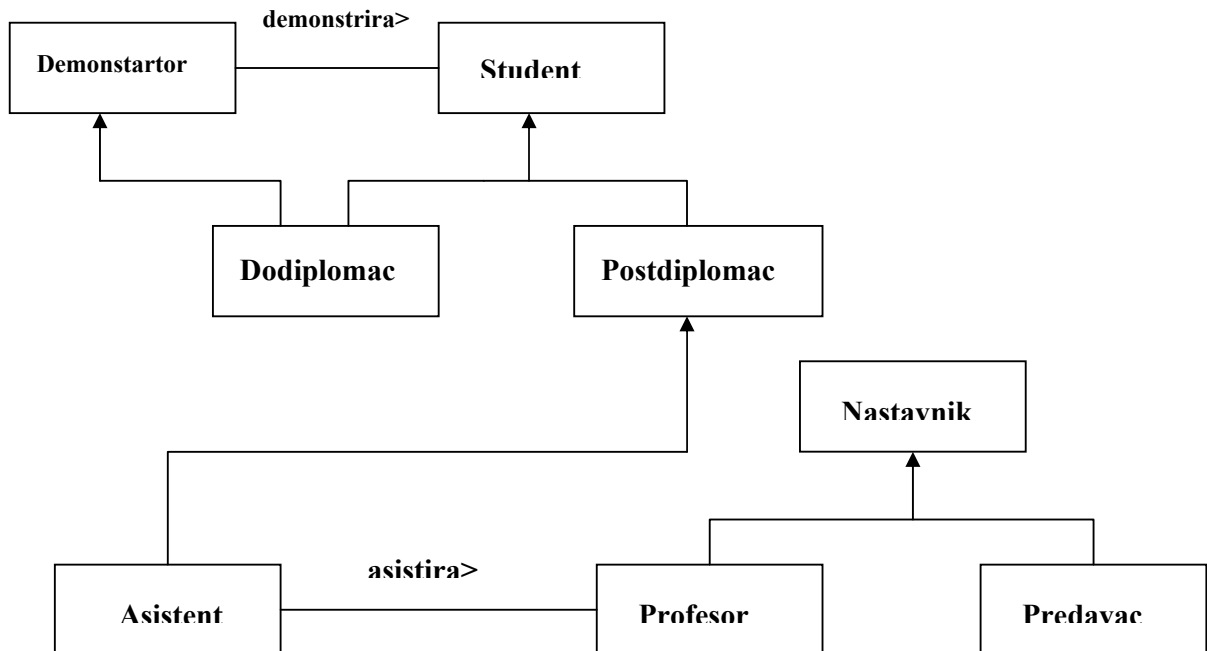 demonstrira>
Demonstartor
Student
Dodiplomac
Postdiplomac
Nastavnik
asistira>
Asistent
Profesor
Predavac